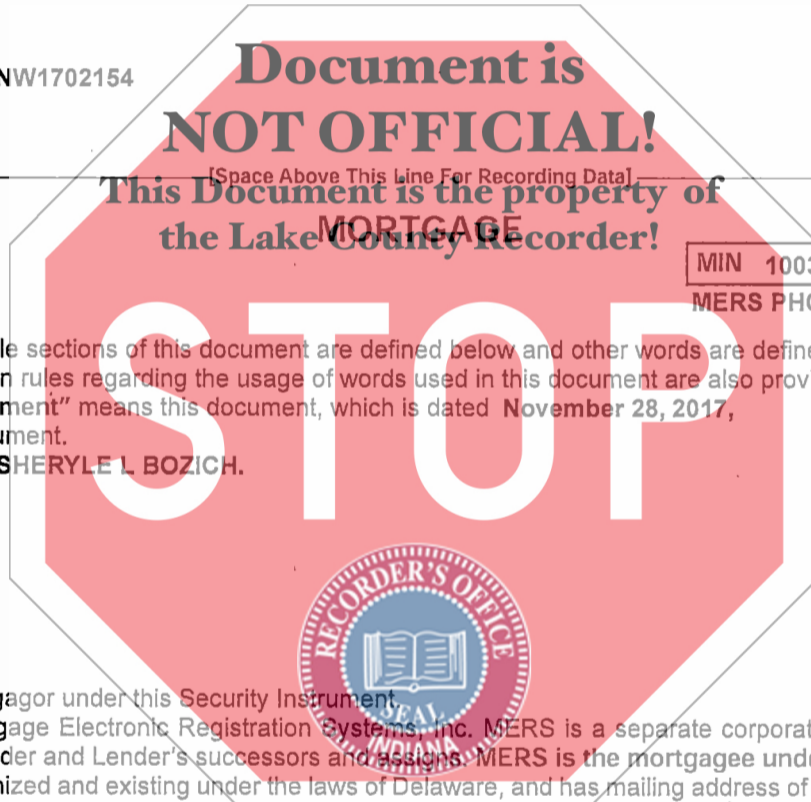 NW1702154
Document is
NOT OFFICIAL!
[Space Above This Line For Recording Data]
This Document is the property of
MORTGAGE
the Lake County Recorder!
MIN 1003
MERS PHO
le sections of this document are defined below and other words are define
n rules regarding the usage of words used in this document are also provi
ment" means this document, which is dated November 28, 2017,
ument.
SHERYLE L BOZICH.
STOP
RECORDER'S OFFICE
SEAL
INDIANA
gagor under this Security Instrument.
gage Electronic Registration Systems, Inc. MERS is a separate corporat
der and Lender's successors and assigns. MERS is the mortgagee unde
nized and existing under the laws of Delaware, and has mailing address of